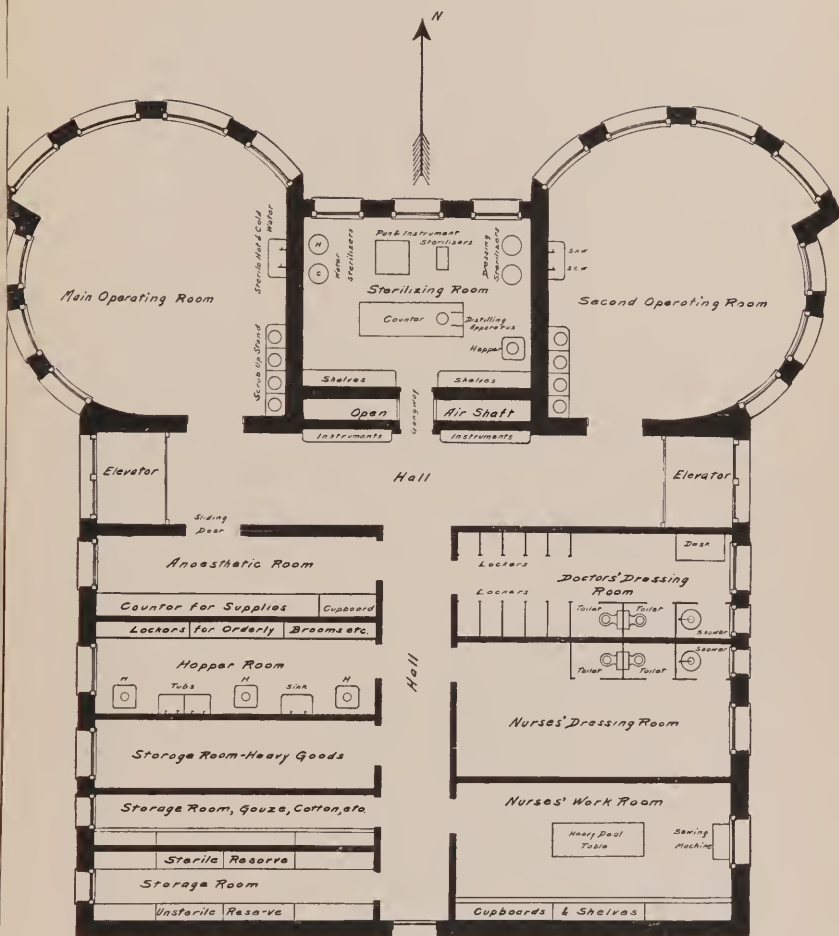 N
Main Operating Room
Sterile Hot & Cold
Water
Scrub Up Stand
H
C
Water
Sterilizers
Pan & Instrument
Sterilizers
Dressing
Sterilizers
Sterilizing Room
Counter
Distilling
Apparatus
Hopper
Shelves
Shelves
Open
Gangway
Air Shaft
Instruments
Instruments
S.H.W
S.C.W
Second Operating Room
Elevator
Hall
Elevator
Sliding
Door
Anaesthetic Room
Counter for Supplies
Cupboard
Lockers for Orderly
Brooms etc.
Hopper Room
H
Tubs
H
Sink
H
Storage Room-Heavy Goods
Storage Room, Gauze, Cotton, etc.
Sterile Reserve
Storage Room
Unsterile Reserve
Hall
Lockers
Lockers
Desk
Doctors' Dressing
Room
Toilet
Toilet
Shower
Toilet
Toilet
Shower
Nurses' Dressing Room
Nurses' Work Room
Heavy Deal
Table
Sewing
Machine
Cupboards & Shelves